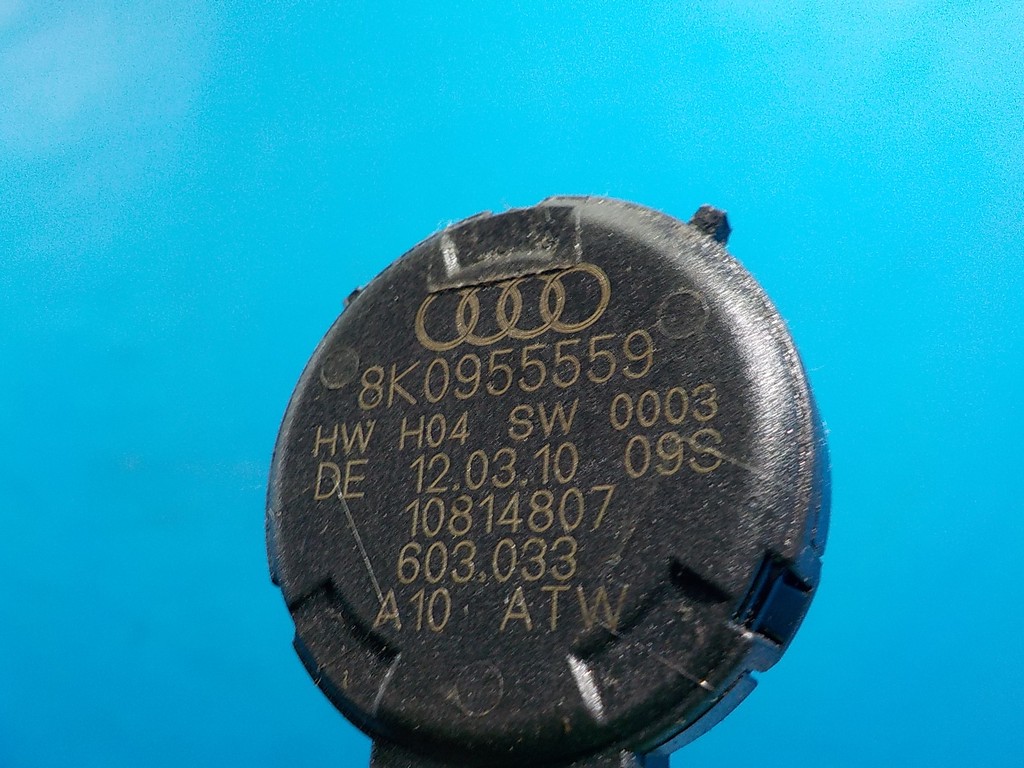 8K0955559
HW H04 SW 0003
DE 12.03.10 09S
10814807
603.033
A10 ATW